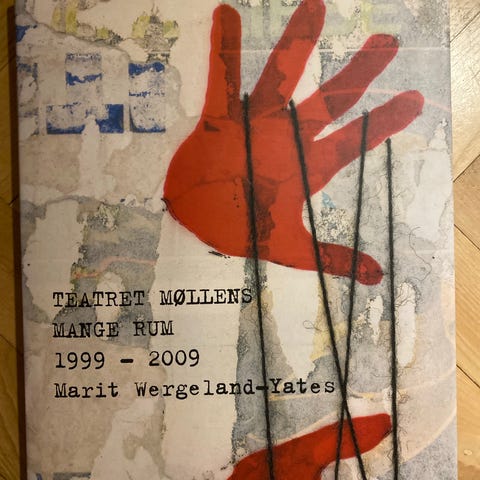 TEATRET MØLLENS
MANGE RUM
1999 – 2009
Marit Wergeland-Yates